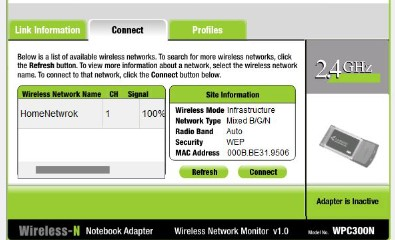 Link Information Connect Profiles
Below is a list of available wireless networks. To search for more wireless networks, click
the Refresh button. To view more information about a network, select the wireless network
name. To connect to that network, click the Connect button below.
2.4GHz
Wireless Network Name CH Signal
HomeNetwrok 1 100%
Site Information
Wireless Mode Infrastructure
Network Type Mixed B/G/N
Radio Band Auto
Security WEP
MAC Address 000B.BE31.9506
Refresh Connect
Adapter is Inactive
Wireless-N Notebook Adapter Wireless Network Monitor v1.0 Model No. WPC300N